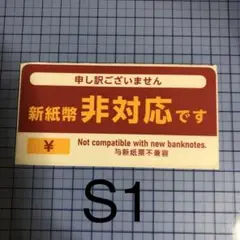 申し訳ございません
新紙幣 非対応です
¥
Not compatible with new banknotes.
与新纸票不兼容
S1